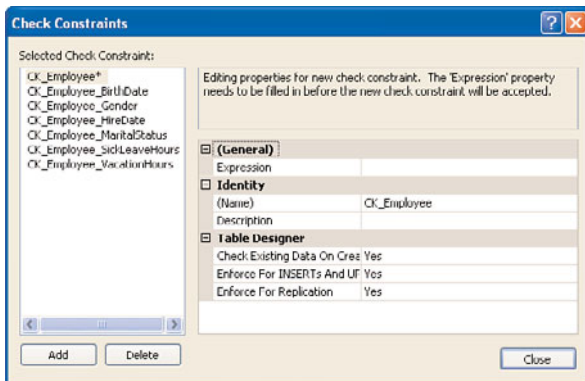 Check Constraints
Selected Check Constraint:
CK_Employee*
CK_Employee_BirthDate
CK_Employee_Gender
CK_Employee_HireDate
CK_Employee_MaritalStatus
CK_Employee_SickLeaveHours
CK_Employee_VacationHours
Add
Delete
Editing properties for new check constraint. The 'Expression' property
needs to be filled in before the new check constraint will be accepted.
(General)
Expression
Identity
(Name) CK_Employee
Description
Table Designer
Check Existing Data On Crea Yes
Enforce For INSERTs And UP Yes
Enforce For Replication Yes
Close